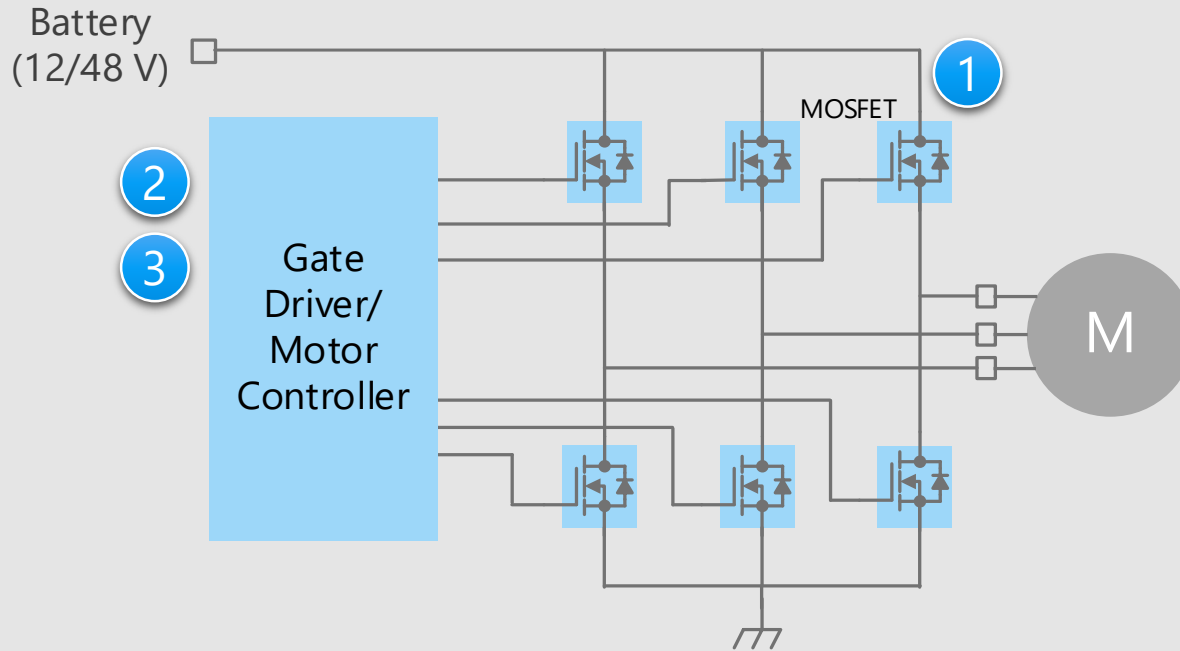 Battery
(12/48 V)
1
MOSFET
2
3
Gate
Driver/
Motor
Controller
M